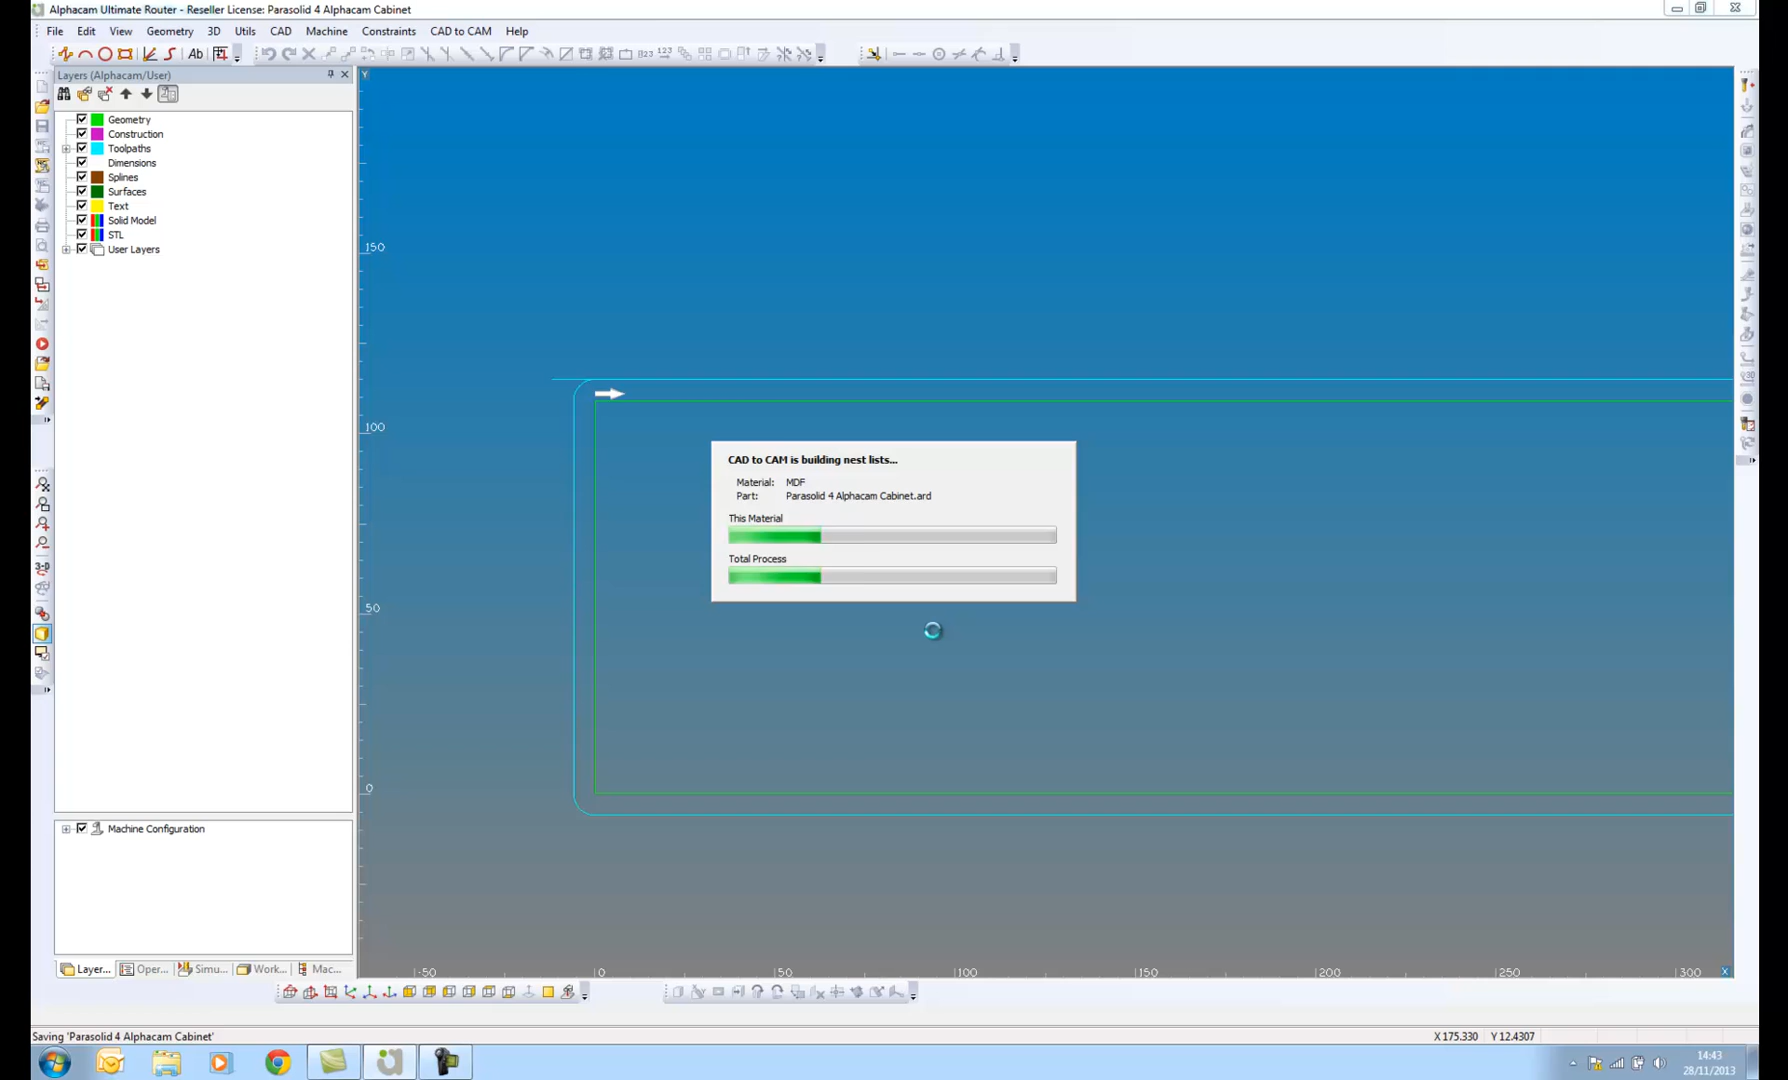 Alphacam Ultimate Router - Reseller License: Parasolid 4 Alphacam Cabinet
File Edit View Geometry 3D Utils CAD Machine Constraints CAD to CAM Help
Ab
Layers (Alphacam/User)
Y
Geometry
Construction
Toolpaths
Dimensions
Splines
Surfaces
Text
Solid Model
STL
User Layers
150
100
50
0
CAD to CAM is building nest lists...
Material: MDF
Part: Parasolid 4 Alphacam Cabinet.ard
This Material
Total Process
3-D
Machine Configuration
Layer... Oper... Simu... Work... Mac...
-50 0 50 100 150 200 250 300 X
Saving 'Parasolid 4 Alphacam Cabinet'
X 175.330 Y 12.4307
14:43
28/11/2013